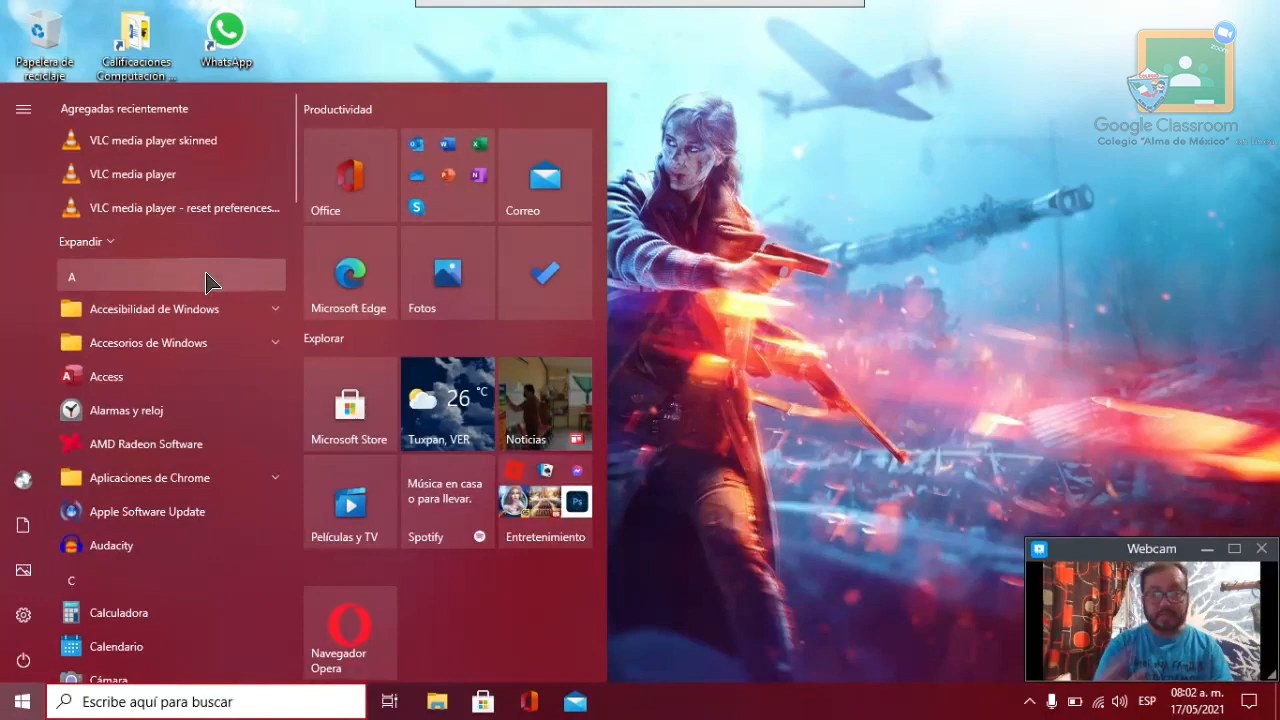 Papelera de
reciclaje
Calificaciones
Computacion ...
WhatsApp
zoom
Google Classroom
Colegio "Alma de México"
Agregadas recientemente
VLC media player skinned
VLC media player
VLC media player - reset preferences...
Expandir
A
Accesibilidad de Windows
Accesorios de Windows
Access
Alarmas y reloj
AMD Radeon Software
Aplicaciones de Chrome
Apple Software Update
Audacity
C
Calculadora
Calendario
Cámara
Productividad
Office
Correo
Microsoft Edge
Fotos
Explorar
Microsoft Store
26 °C
Tuxpan, VER
Noticias
Películas y TV
Música en casa
o para llevar.
Spotify
Ps
Entretenimiento
Navegador
Opera
Webcam
Escribe aquí para buscar
ESP
08:02 a. m.
17/05/2021